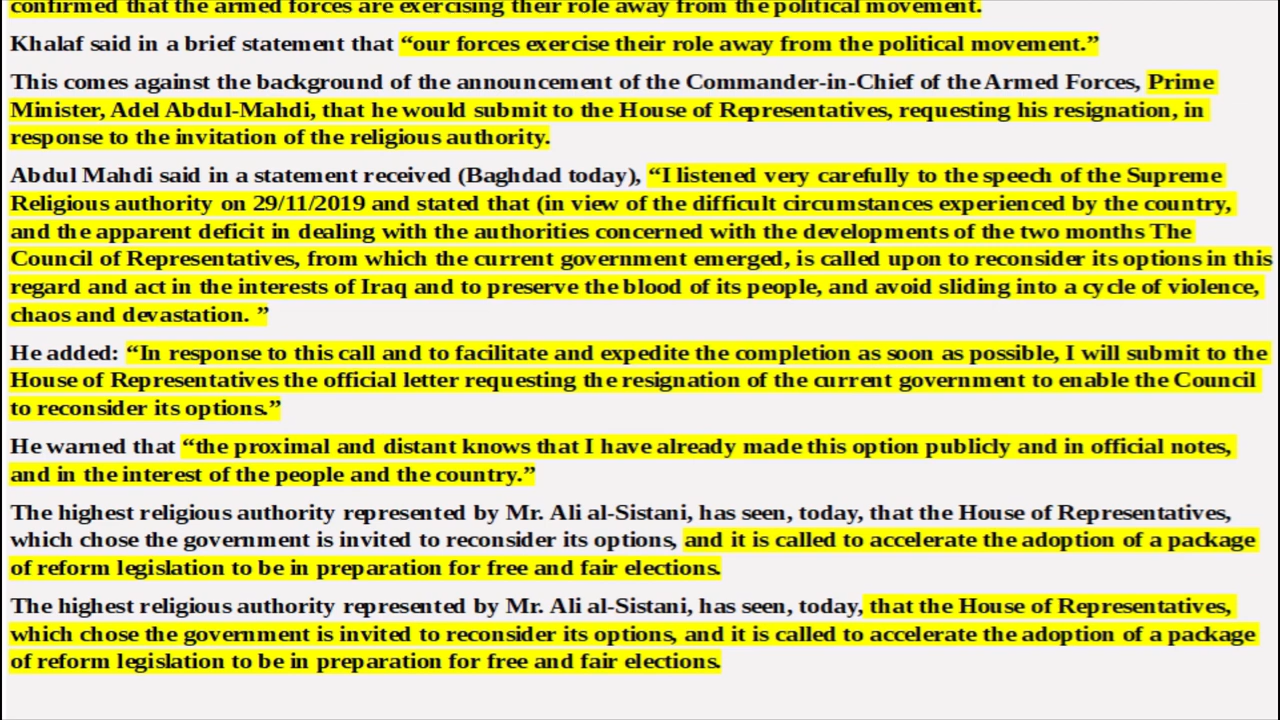 confirmed that the armed forces are exercising their role away from the political movement.
Khalaf said in a brief statement that “our forces exercise their role away from the political movement.”
This comes against the background of the announcement of the Commander-in-Chief of the Armed Forces, Prime
Minister, Adel Abdul-Mahdi, that he would submit to the House of Representatives, requesting his resignation, in
response to the invitation of the religious authority.
Abdul Mahdi said in a statement received (Baghdad today), “I listened very carefully to the speech of the Supreme
Religious authority on 29/11/2019 and stated that (in view of the difficult circumstances experienced by the country,
and the apparent deficit in dealing with the authorities concerned with the developments of the two months The
Council of Representatives, from which the current government emerged, is called upon to reconsider its options in this
regard and act in the interests of Iraq and to preserve the blood of its people, and avoid sliding into a cycle of violence,
chaos and devastation. ”
He added: “In response to this call and to facilitate and expedite the completion as soon as possible, I will submit to the
House of Representatives the official letter requesting the resignation of the current government to enable the Council
to reconsider its options.”
He warned that “the proximal and distant knows that I have already made this option publicly and in official notes,
and in the interest of the people and the country.”
The highest religious authority represented by Mr. Ali al-Sistani, has seen, today, that the House of Representatives,
which chose the government is invited to reconsider its options, and it is called to accelerate the adoption of a package
of reform legislation to be in preparation for free and fair elections.
The highest religious authority represented by Mr. Ali al-Sistani, has seen, today, that the House of Representatives,
which chose the government is invited to reconsider its options, and it is called to accelerate the adoption of a package
of reform legislation to be in preparation for free and fair elections.